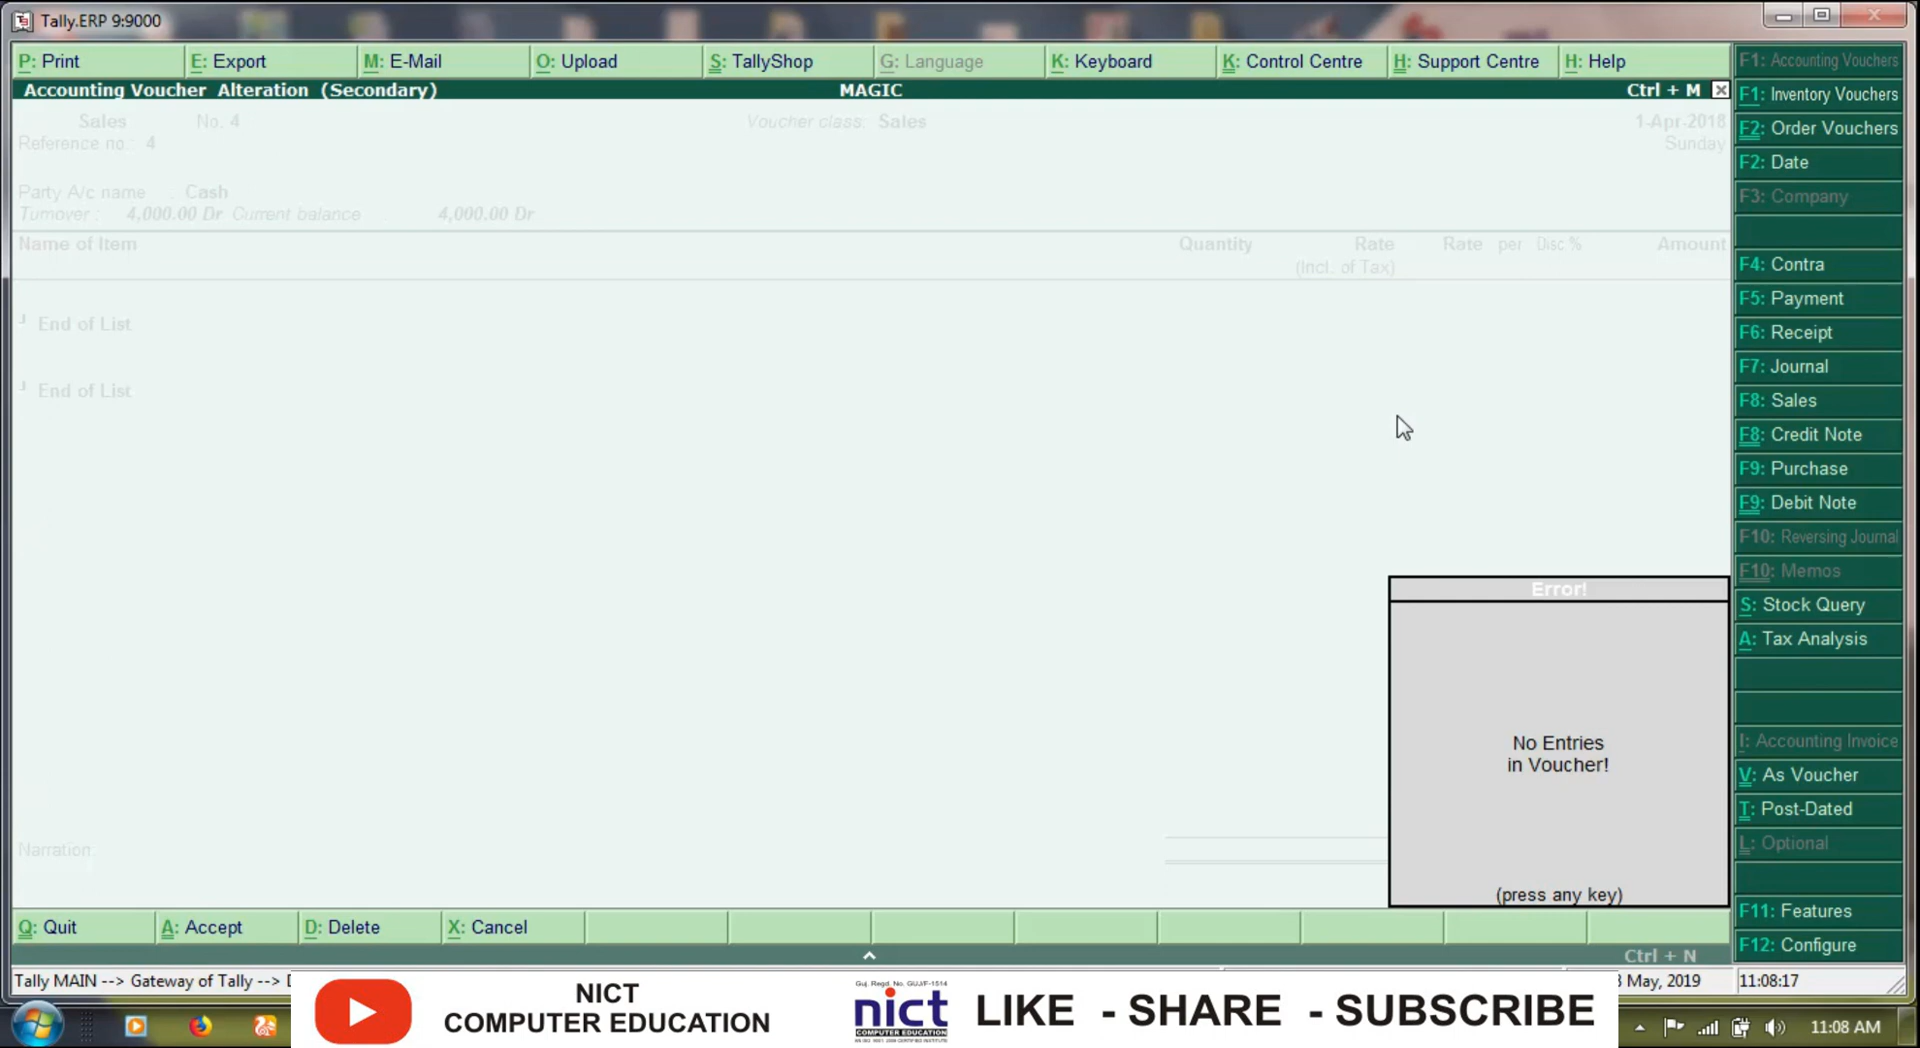 Tally.ERP 9:9000
P: Print
E: Export
M: E-Mail
O: Upload
S: TallyShop
G: Language
K: Keyboard
K: Control Centre
H: Support Centre
H: Help
Accounting Voucher Alteration (Secondary)
MAGIC
Ctrl + M
Sales No. 4
Voucher class: Sales
1-Apr-2018
Reference no.: 4
Sunday
Party A/c name : Cash
Turnover : 4,000.00 Dr Current balance 4,000.00 Dr
Name of Item
Quantity
Rate
Rate per Disc %
Amount
(Incl. of Tax)
End of List
End of List
Narration:
Error!
No Entries
in Voucher!
(press any key)
F1: Accounting Vouchers
F1: Inventory Vouchers
F2: Order Vouchers
F2: Date
F3: Company
F4: Contra
F5: Payment
F6: Receipt
F7: Journal
F8: Sales
F8: Credit Note
F9: Purchase
F9: Debit Note
F10: Reversing Journal
F10: Memos
S: Stock Query
A: Tax Analysis
I: Accounting Invoice
V: As Voucher
T: Post-Dated
L: Optional
F11: Features
F12: Configure
Q: Quit
A: Accept
D: Delete
X: Cancel
Ctrl + N
Tally MAIN --> Gateway of Tally -->
May, 2019
11:08:17
NICT
COMPUTER EDUCATION
Guj. Regd. No. GUJ/F-1514
nict
COMPUTER EDUCATION
LIKE - SHARE - SUBSCRIBE
11:08 AM